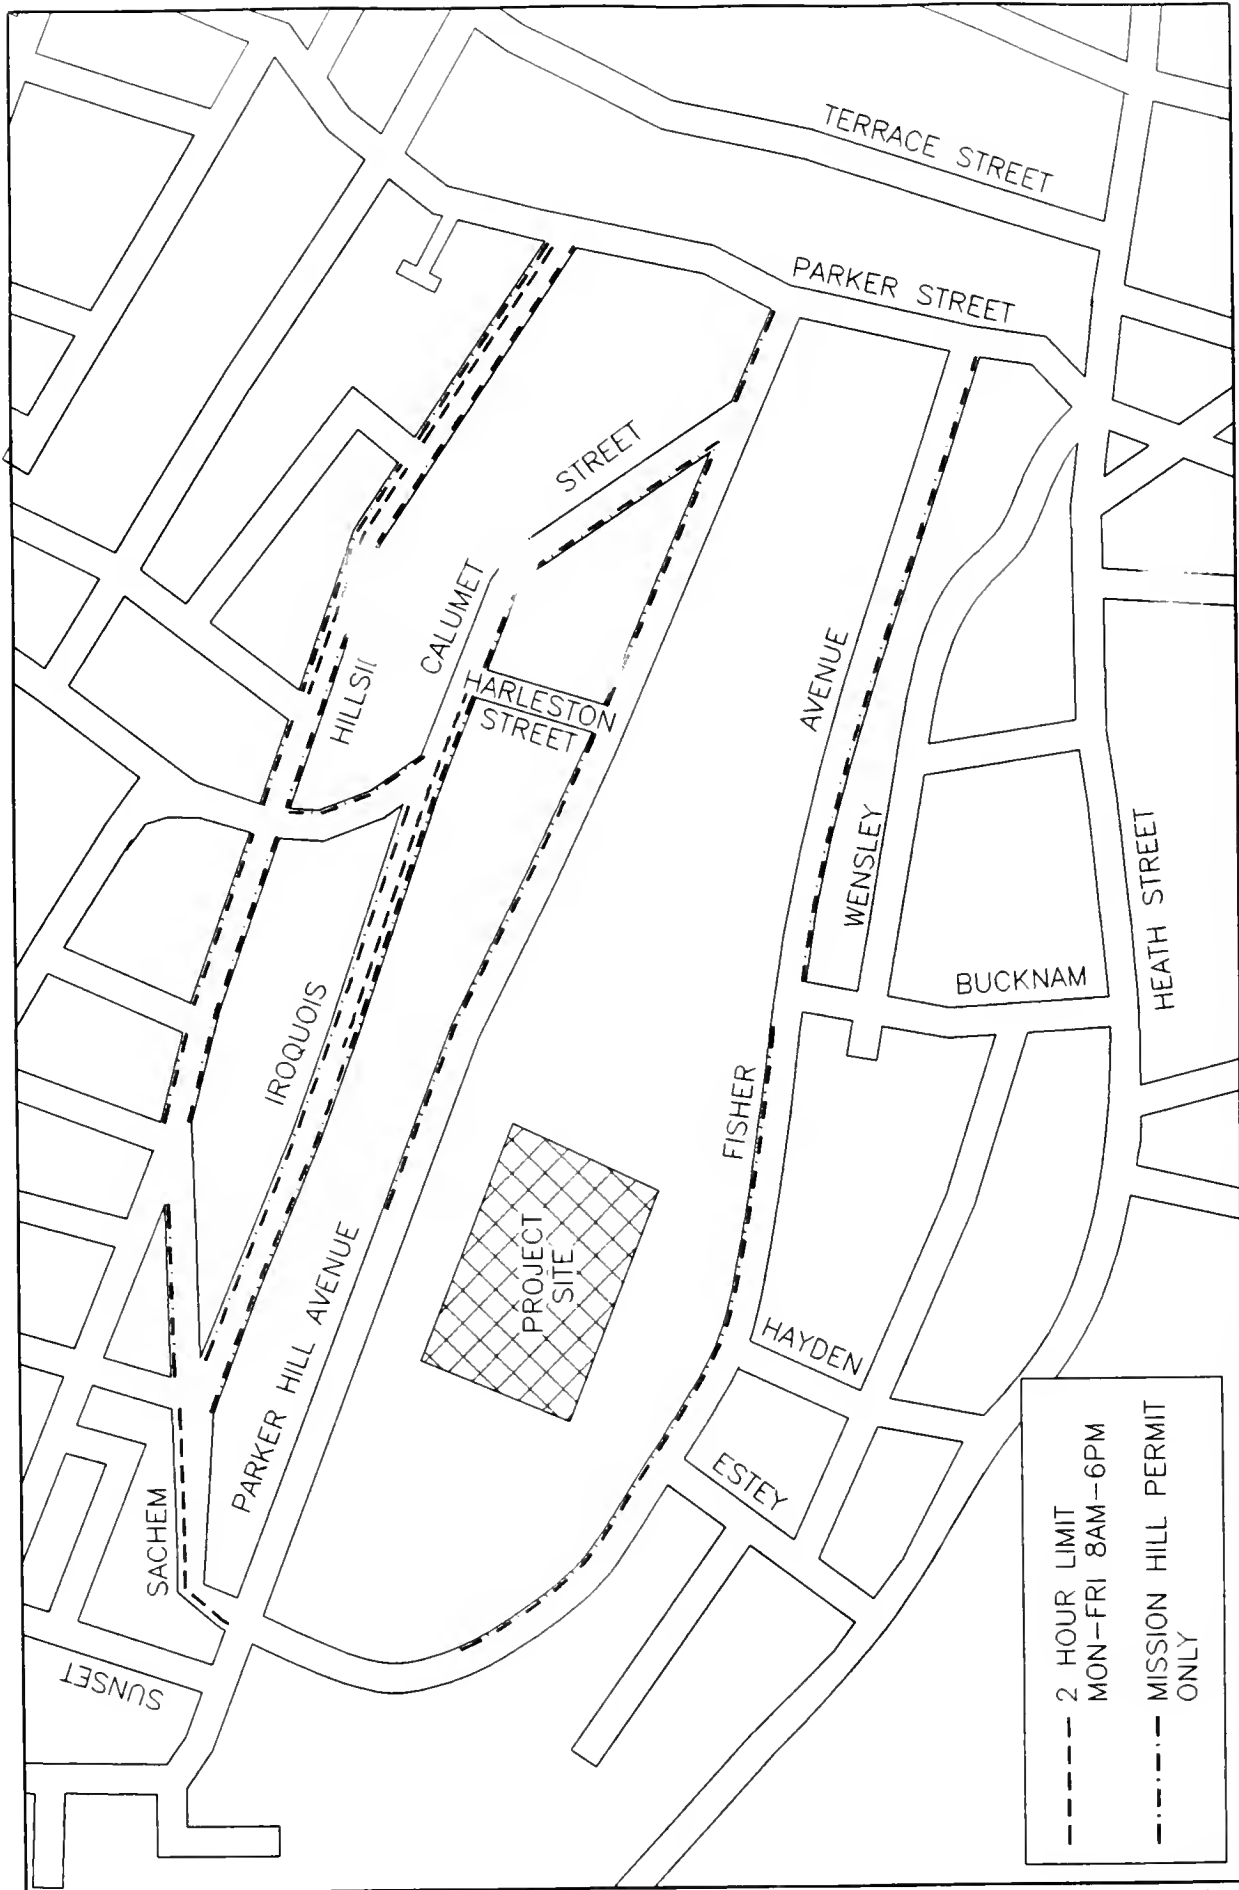 TERRACE STREET
PARKER STREET
STREET
CALUMET
HILLSI
HARLESTON
STREET
AVENUE
WENSLEY
HEATH STREET
BUCKNAM
IROQUOIS
FISHER
PROJECT
SITE
PARKER HILL AVENUE
HAYDEN
ESTEY
SACHEM
SUNSET
2 HOUR LIMIT
MON-FRI 8AM-6PM
MISSION HILL PERMIT
ONLY